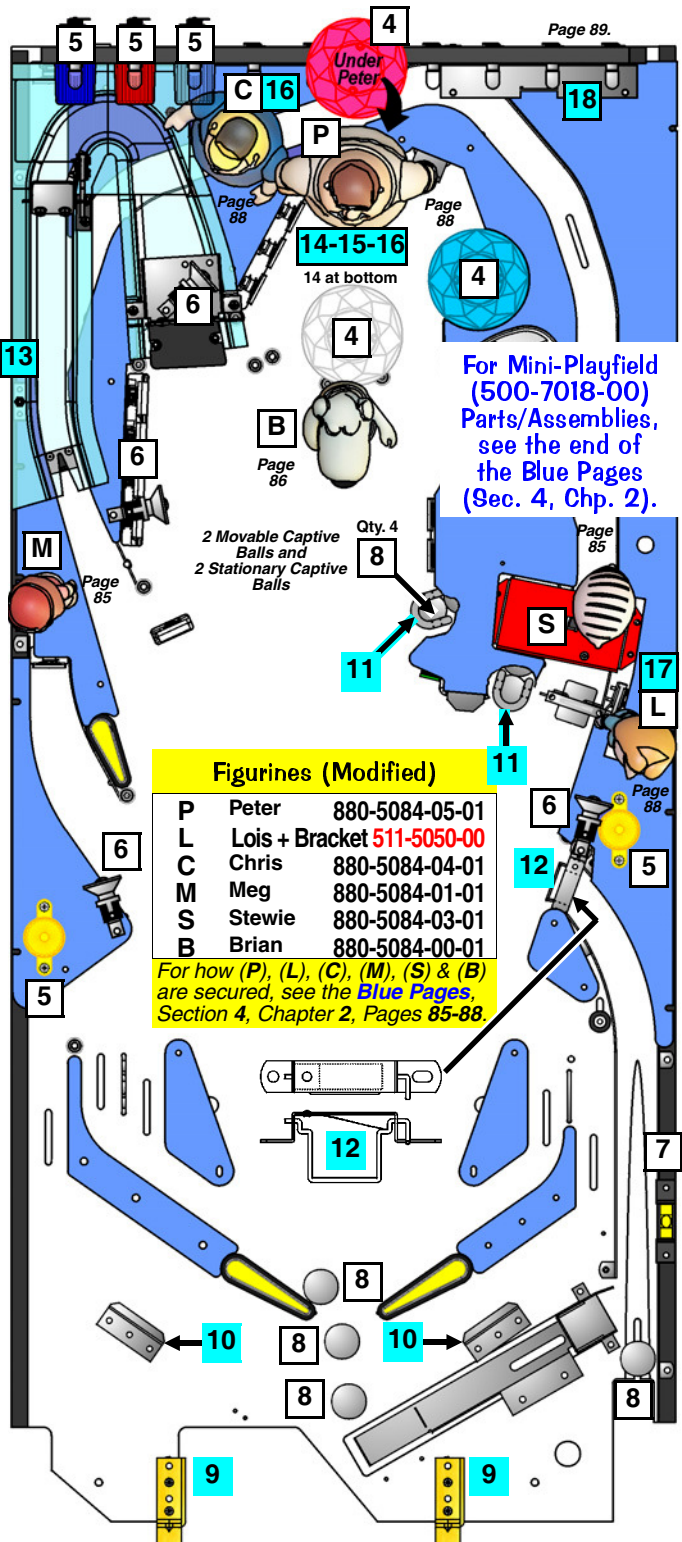 4
Page 89.
5
5
5
Under
Peter
C
16
18
P
Page
88
Page
88
14-15-16
14 at bottom
4
6
4
13
For Mini-Playfield
(500-7018-00)
Parts/Assemblies,
see the end of
the Blue Pages
(Sec. 4, Chp. 2).
B
Page
86
6
Qty. 4
2 Movable Captive
Balls and
2 Stationary Captive
Balls
8
Page
85
M
Page
85
S
11
17
L
11
Page
88
Figurines (Modified)
P Peter 880-5084-05-01
L Lois + Bracket 511-5050-00
C Chris 880-5084-04-01
M Meg 880-5084-01-01
S Stewie 880-5084-03-01
B Brian 880-5084-00-01
For how (P), (L), (C), (M), (S) & (B)
are secured, see the Blue Pages,
Section 4, Chapter 2, Pages 85-88.
6
6
12
5
5
12
7
8
10
8
10
8
8
9
9